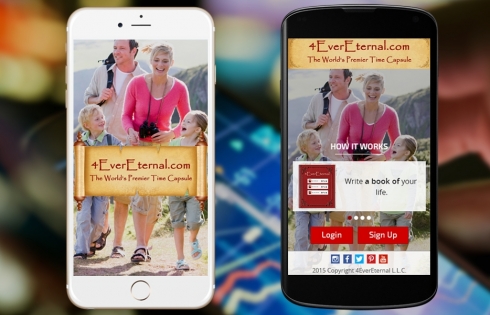 4EverEternal.com
The World's Premier Time Capsule
4EverEternal.com
The World's Premier Time Capsule
HOW IT WORKS
4EverEternal
Write a book of your
life.
Login Sign Up
2015 Copyright 4EverEternal L.L.C